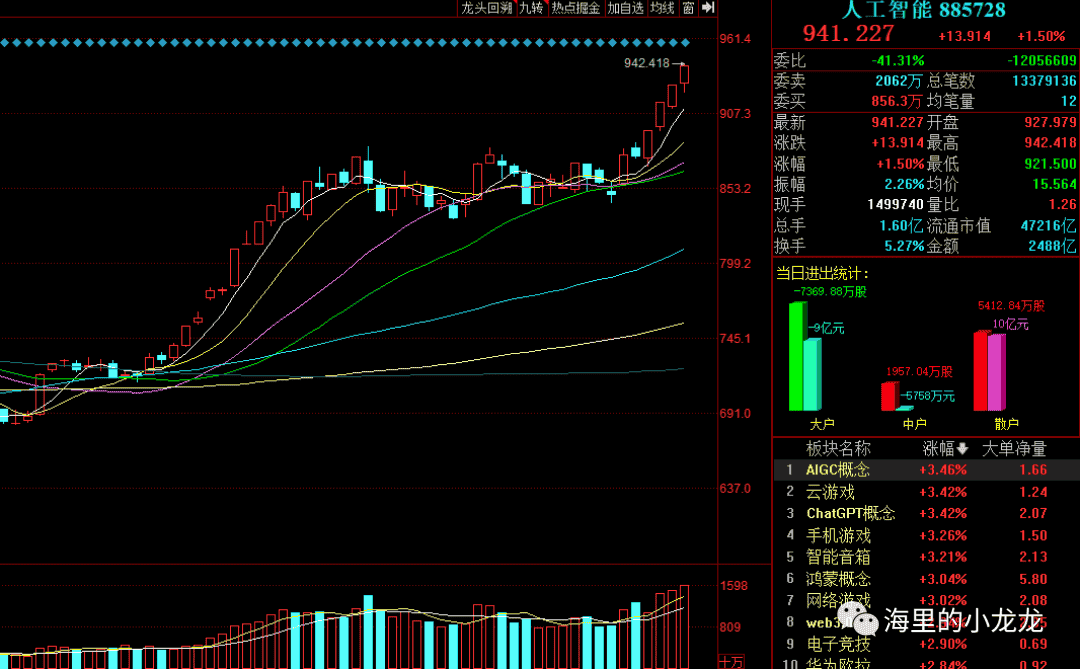 龙头回溯 九转 热点掘金 加自选 均线 窗
人工智能 885728
941.227 +13.914 +1.50%
委比 -41.31% -12056609
委卖 2062万 总笔数 13379136
委买 856.3万 均笔量 12
最新 941.227 开盘 927.979
涨跌 +13.914 最高 942.418
涨幅 +1.50% 最低 921.500
振幅 2.26% 均价 15.564
现手 1499740 量比 1.26
总手 1.60亿 流通市值 47216亿
换手 5.27% 金额 2488亿
当日进出统计：
-7369.88万股
-9亿元
大户
1957.04万股
-5758万元
中户
5412.84万股
10亿元
散户
板块名称 涨幅 大单净量
1 AIGC概念 +3.46% 1.66
2 云游戏 +3.42% 1.24
3 ChatGPT概念 +3.42% 2.07
4 手机游戏 +3.26% 1.50
5 智能音箱 +3.21% 2.13
6 鸿蒙概念 +3.04% 5.80
7 网络游戏 +3.02% 2.08
8 web3
9 电子竞技 +2.90% 0.69
10 华为欧拉 +2.84% 0.92
海里的小龙龙
942.418
961.4
907.3
853.2
799.2
745.1
691.0
637.0
1598
809
十万